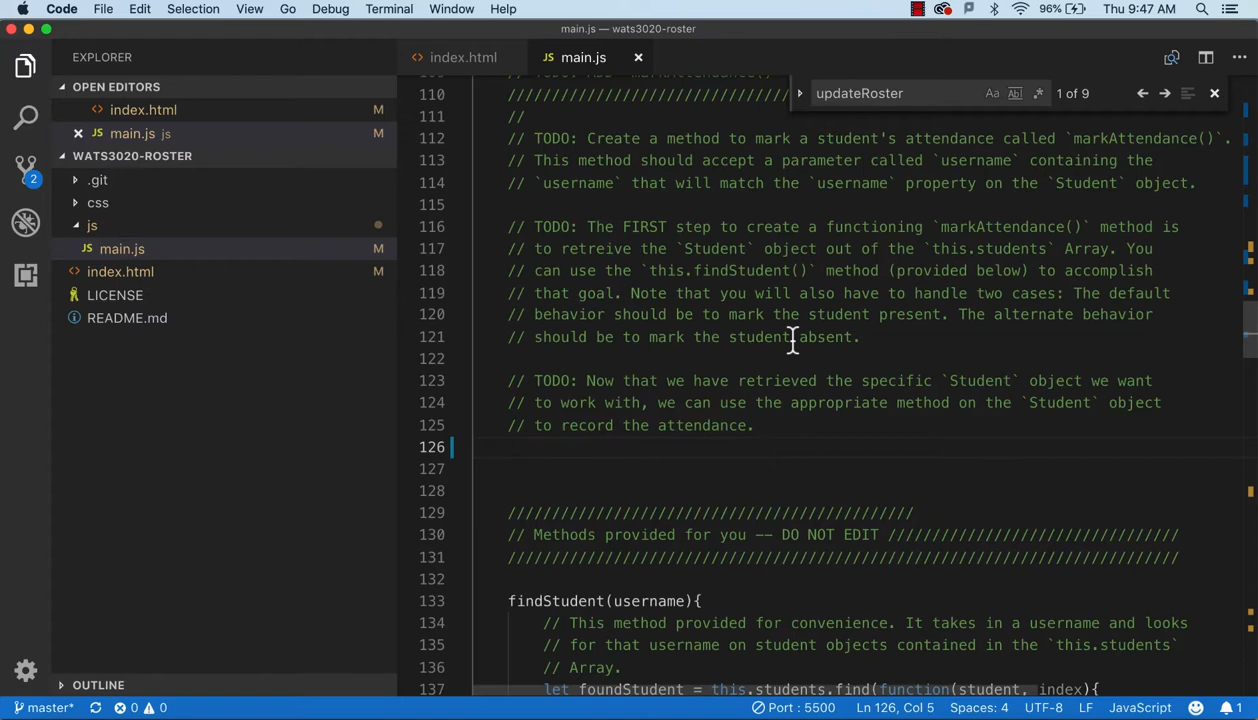 Code File Edit Selection View Go Debug Terminal Window Help 96% Thu 9:47 AM
main.js — wats3020-roster
EXPLORER
OPEN EDITORS
index.html M
main.js js M
WATS3020-ROSTER
.git
css
js
main.js M
index.html M
LICENSE
README.md
2
OUTLINE
index.html
JS main.js
updateRoster Aa Abl .* 1 of 9
110 //////////////////////////////////
111 //
112 // TODO: Create a method to mark a student's attendance called `markAttendance()`.
113 // This method should accept a parameter called `username` containing the
114 // `username` that will match the `username` property on the `Student` object.
115
116 // TODO: The FIRST step to create a functioning `markAttendance()` method is
117 // to retreive the `Student` object out of the `this.students` Array. You
118 // can use the `this.findStudent()` method (provided below) to accomplish
119 // that goal. Note that you will also have to handle two cases: The default
120 // behavior should be to mark the student present. The alternate behavior
121 // should be to mark the student absent.
122
123 // TODO: Now that we have retrieved the specific `Student` object we want
124 // to work with, we can use the appropriate method on the `Student` object
125 // to record the attendance.
126
127
128
129 //////////////////////////////////////////////
130 // Methods provided for you -- DO NOT EDIT /////////////////////////////////
131 ////////////////////////////////////////////////////////////////////////////
132
133 findStudent(username){
134 // This method provided for convenience. It takes in a username and looks
135 // for that username on student objects contained in the `this.students`
136 // Array.
137 let foundStudent = this.students.find(function(student, index){
master* 0 0 Port : 5500 Ln 126, Col 5 Spaces: 4 UTF-8 LF JavaScript 1